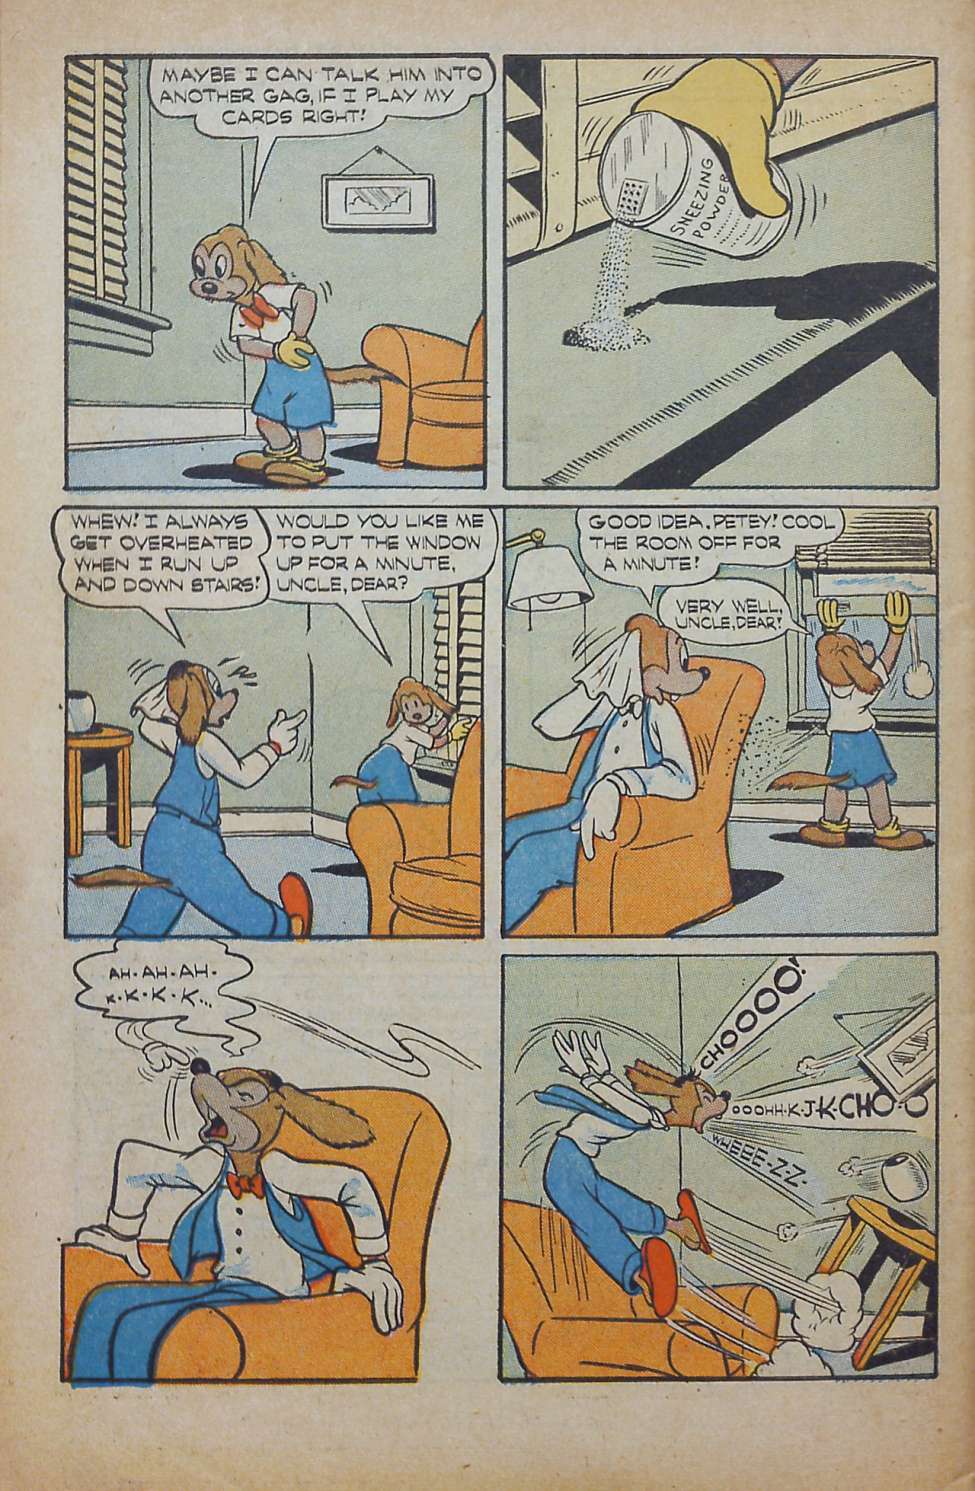 MAYBE I CAN TALK HIM INTO
ANOTHER GAG, IF I PLAY MY
CARDS RIGHT!
SNEEZING
POWDER
WHEW! I ALWAYS
GET OVERHEATED
WHEN I RUN UP
AND DOWN STAIRS!
WOULD YOU LIKE ME
TO PUT THE WINDOW
UP FOR A MINUTE,
UNCLE, DEAR?
GOOD IDEA, PETEY! COOL
THE ROOM OFF FOR
A MINUTE!
VERY WELL,
UNCLE, DEAR!
AH-AH-AH-
K-K-K-K...
CHOOOO!
OOOHH-K-JK-CHO-O
WHEEE-Z-Z-